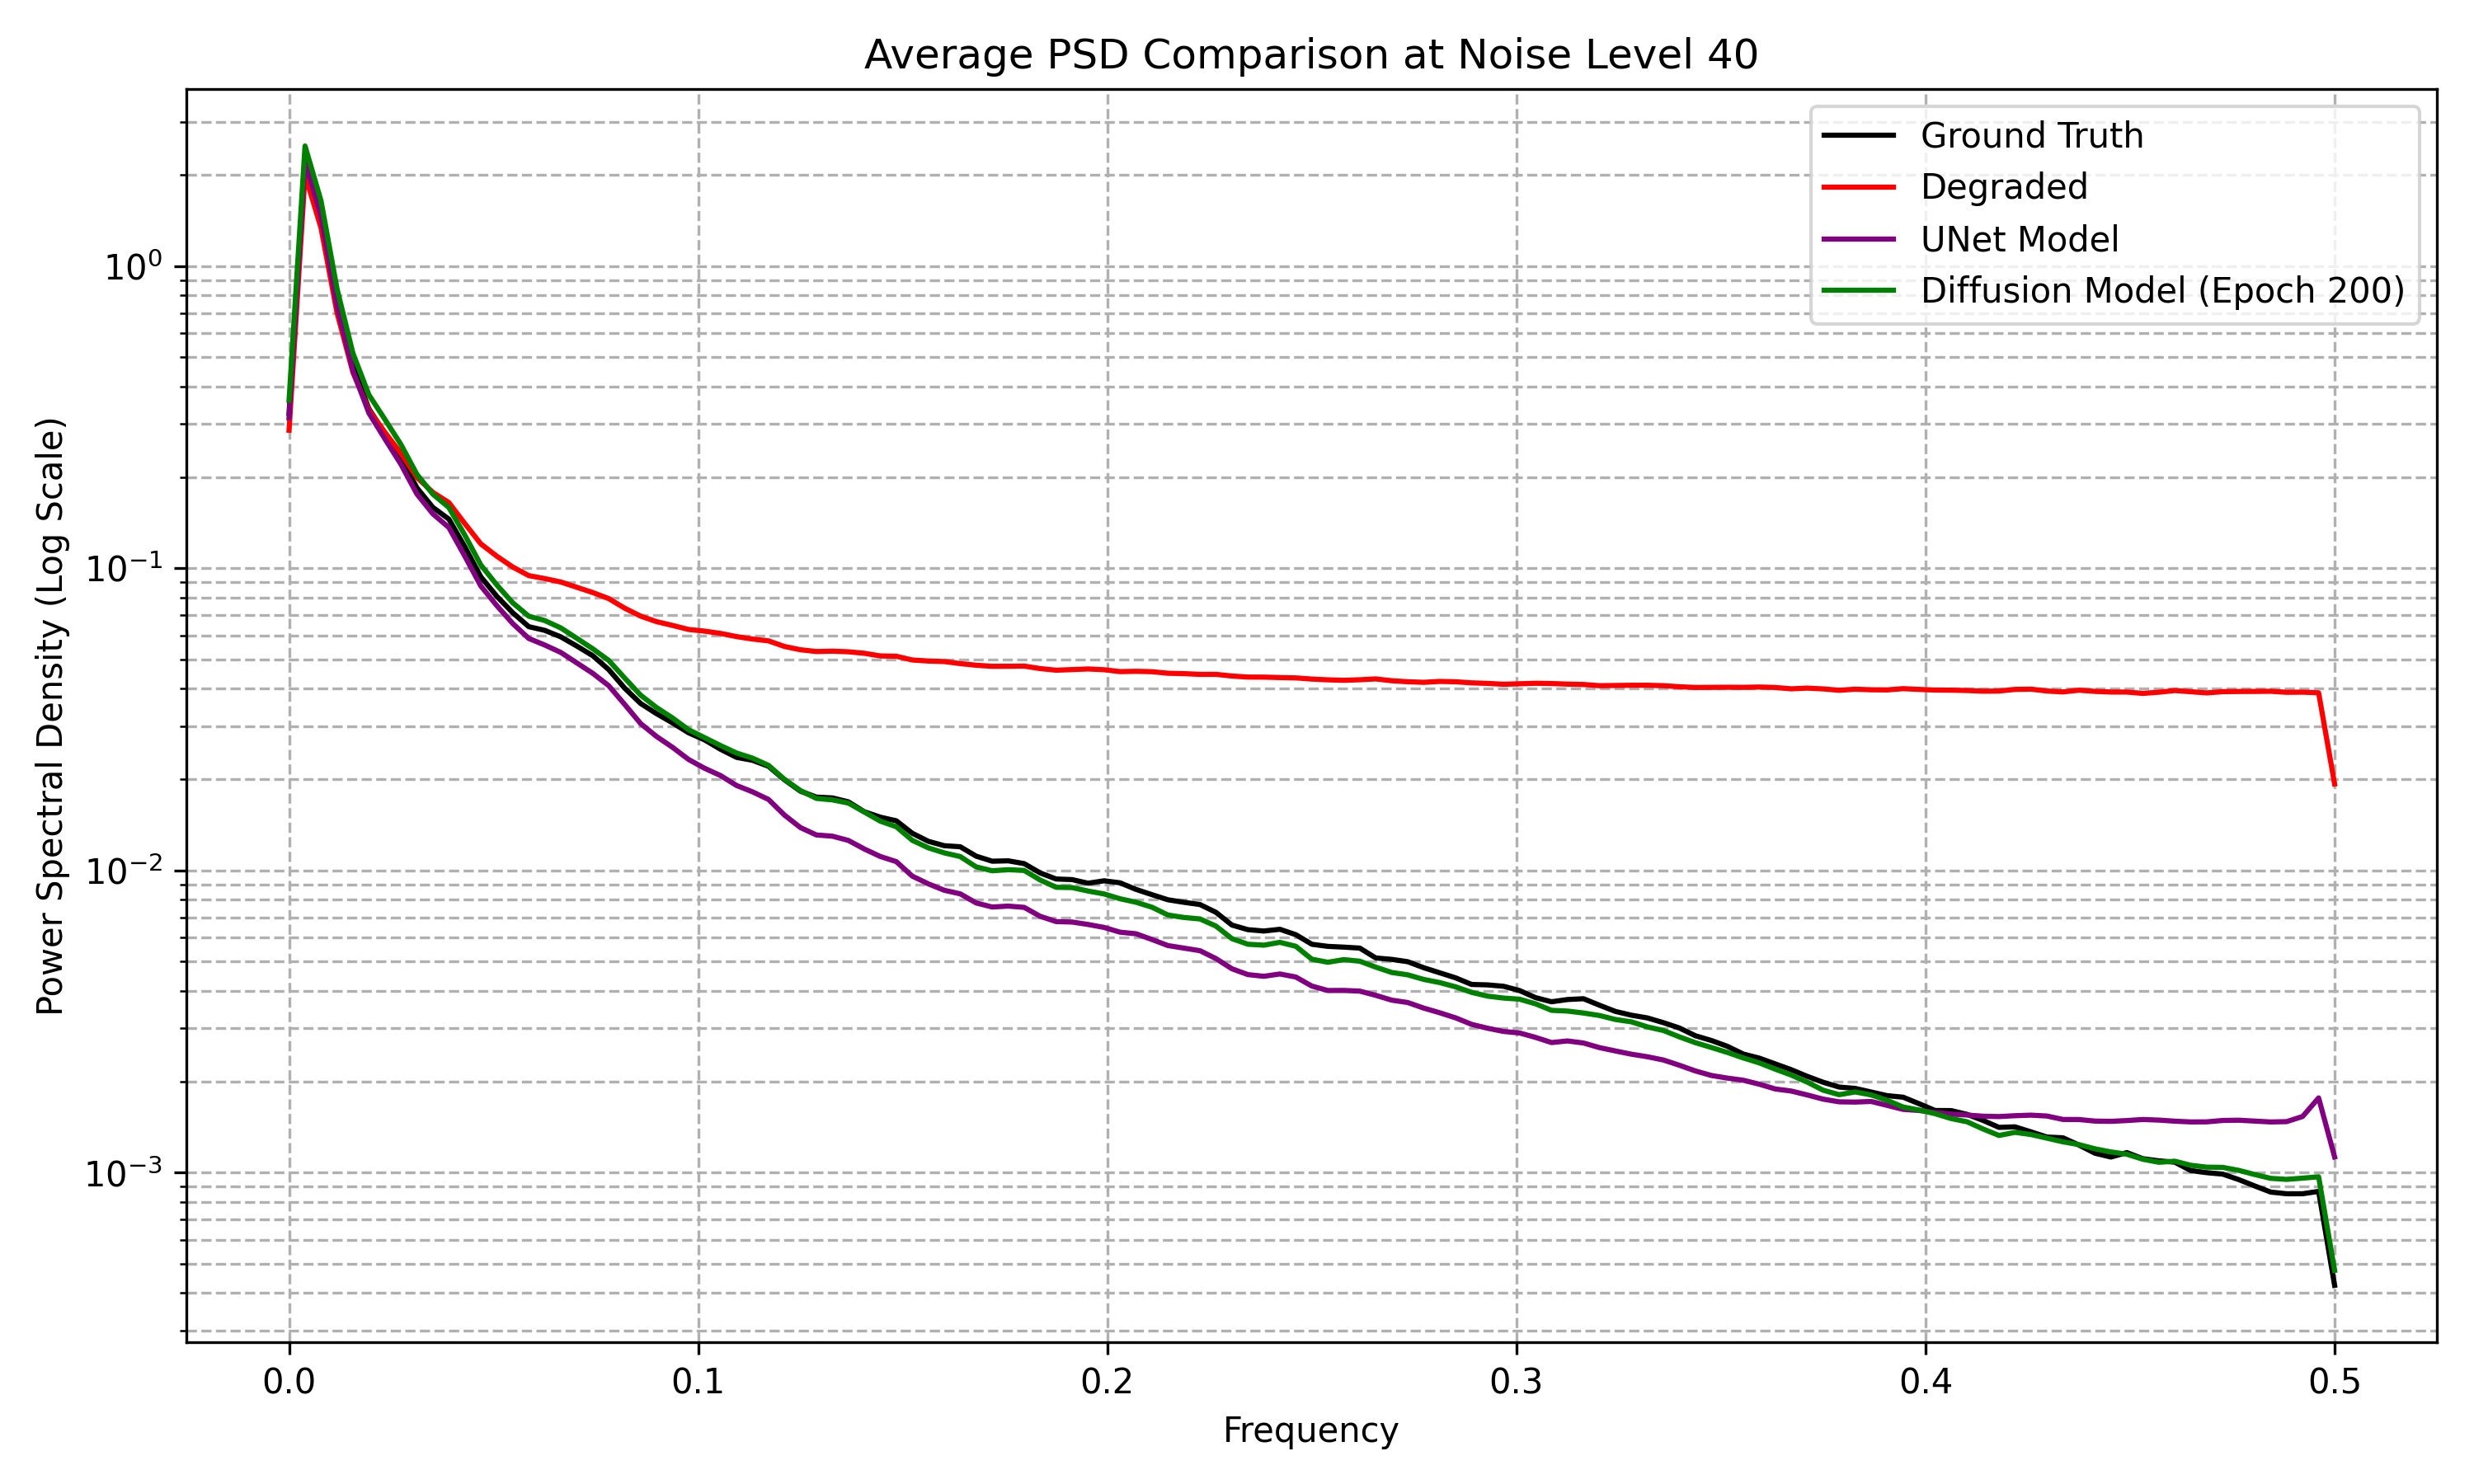 Average PSD Comparison at Noise Level 40
Ground Truth
Degraded
UNet Model
Diffusion Model (Epoch 200)
Power Spectral Density (Log Scale)
10⁰
10⁻¹
10⁻²
10⁻³
0.0 0.1 0.2 0.3 0.4 0.5
Frequency